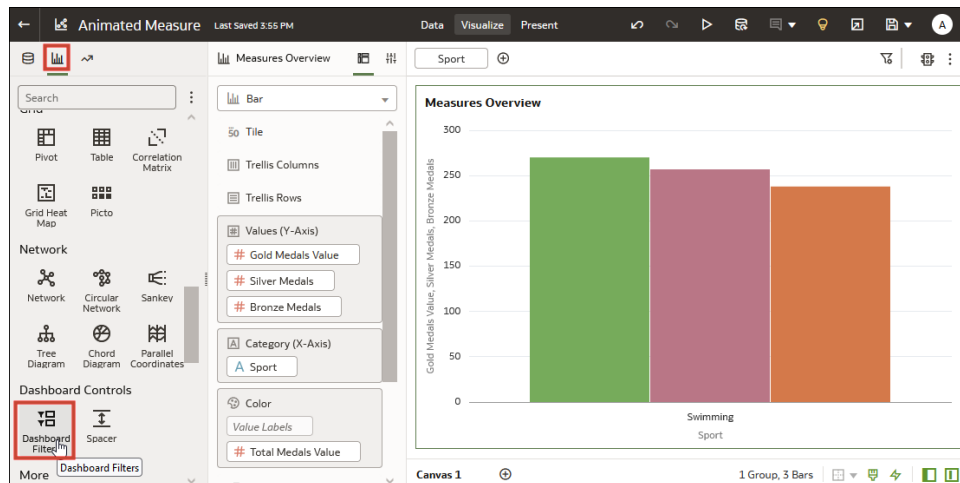 Animated Measure Last Saved 3:55 PM Data Visualize Present A
Search
Grid
Pivot Table Correlation
Matrix
Grid Heat Picto
Map
Network
Network Circular Sankey
Network
Tree Chord Parallel
Diagram Diagram Coordinates
Dashboard Controls
Dashboard Spacer
Filters
Dashboard Filters
More
Measures Overview
Bar
50 Tile
Trellis Columns
Trellis Rows
# Values (Y-Axis)
# Gold Medals Value
# Silver Medals
# Bronze Medals
A Category (X-Axis)
A Sport
Color
Value Labels
# Total Medals Value
Sport
Measures Overview
Gold Medals Value, Silver Medals, Bronze Medals
300
250
200
150
100
50
0
Swimming
Sport
Canvas 1 1 Group, 3 Bars